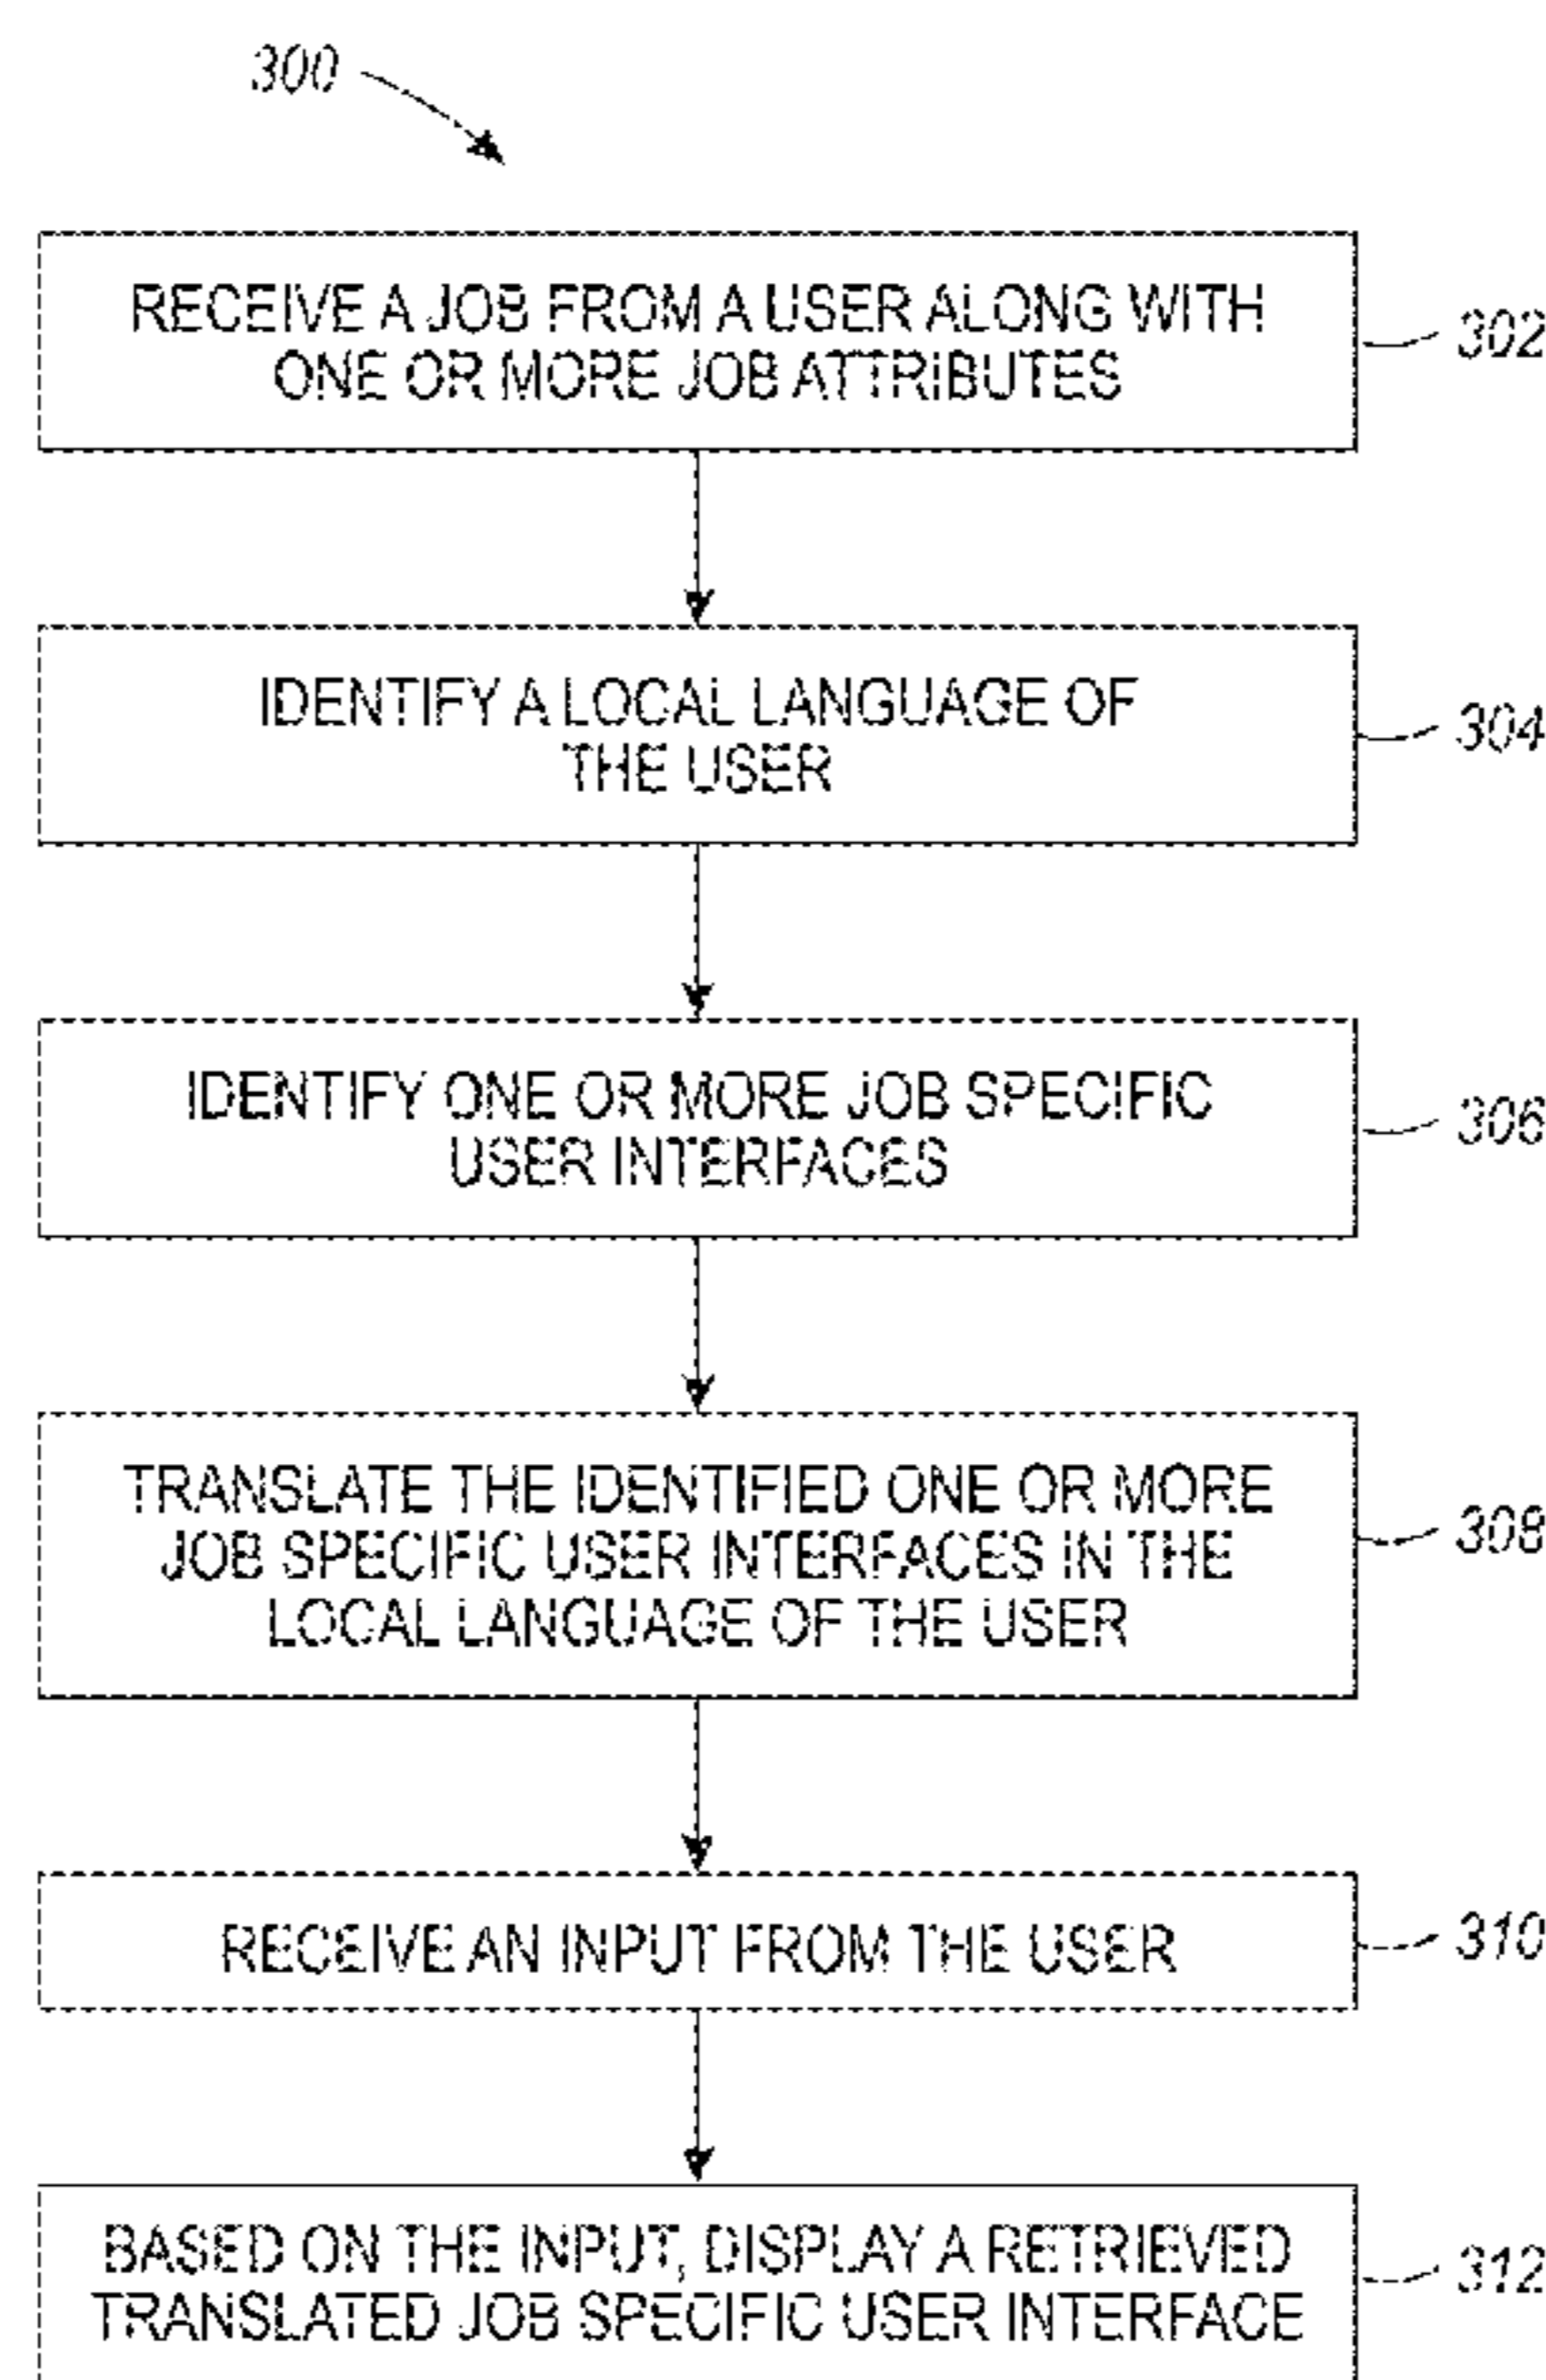 300
RECEIVE A JOB FROM A USER ALONG WITH
ONE OR MORE JOB ATTRIBUTES
302
IDENTIFY A LOCAL LANGUAGE OF
THE USER
304
IDENTIFY ONE OR MORE JOB SPECIFIC
USER INTERFACES
306
TRANSLATE THE IDENTIFIED ONE OR MORE
JOB SPECIFIC USER INTERFACES IN THE
LOCAL LANGUAGE OF THE USER
308
RECEIVE AN INPUT FROM THE USER
310
BASED ON THE INPUT, DISPLAY A RETRIEVED
TRANSLATED JOB SPECIFIC USER INTERFACE
312